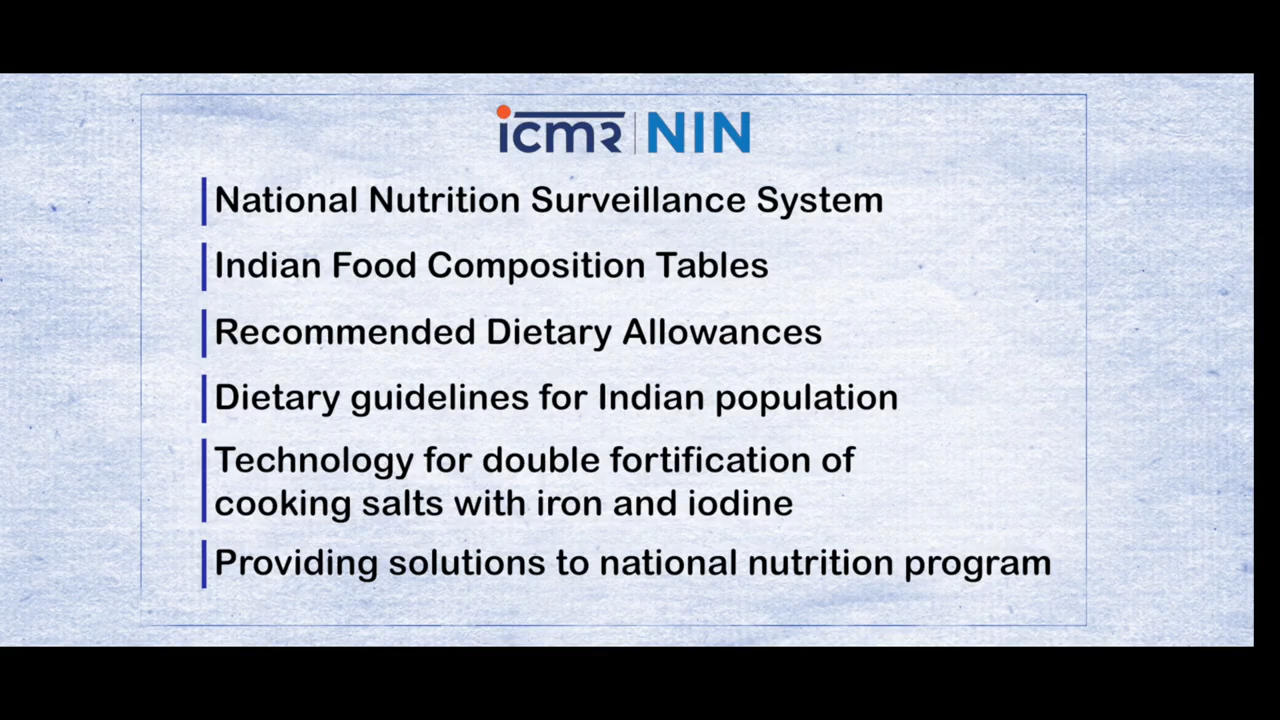 icmr NIN
National Nutrition Surveillance System
Indian Food Composition Tables
Recommended Dietary Allowances
Dietary guidelines for Indian population
Technology for double fortification of
cooking salts with iron and iodine
Providing solutions to national nutrition program